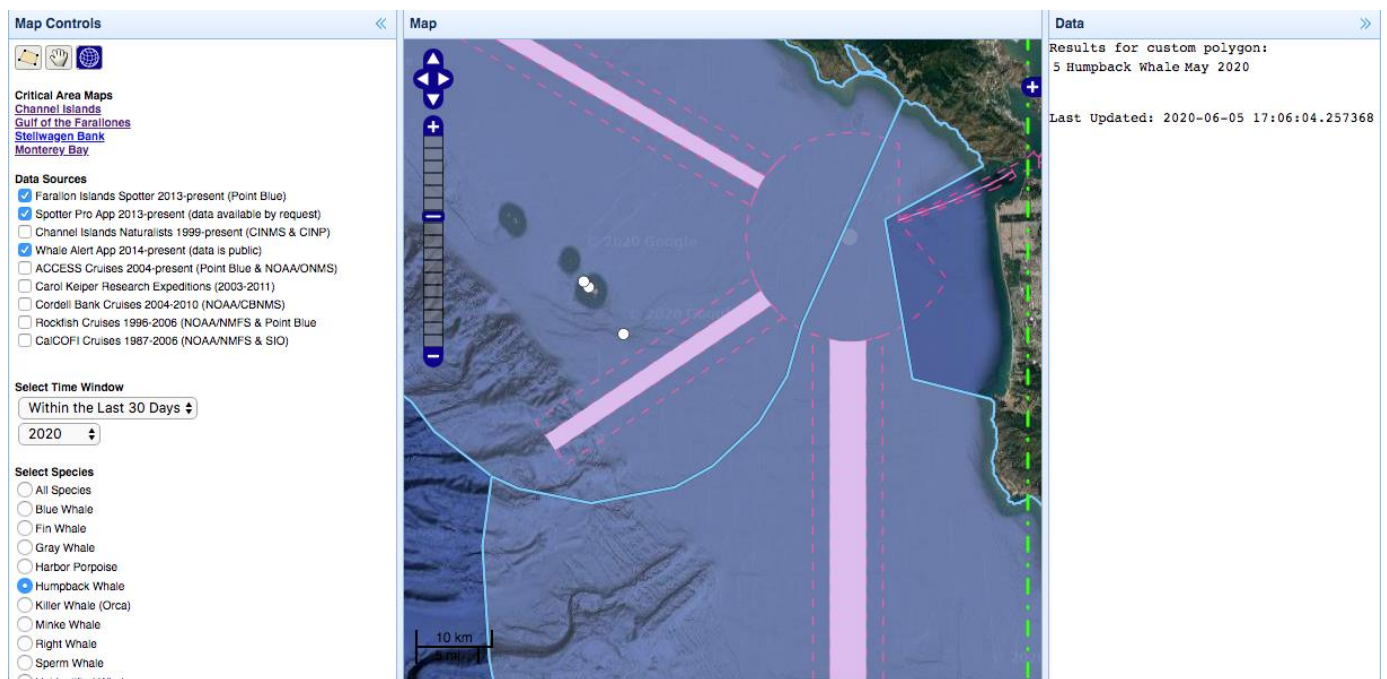 Map Controls
Critical Area Maps
Channel Islands
Gulf of the Farallones
Stellwagen Bank
Monterey Bay
Data Sources
Farallon Islands Spotter 2013-present (Point Blue)
Spotter Pro App 2013-present (data available by request)
Channel Islands Naturalists 1999-present (CINMS & CINP)
Whale Alert App 2014-present (data is public)
ACCESS Cruises 2004-present (Point Blue & NOAA/ONMS)
Carol Keiper Research Expeditions (2003-2011)
Cordell Bank Cruises 2004-2010 (NOAA/CBNMS)
Rockfish Cruises 1996-2006 (NOAA/NMFS & Point Blue
CalCOFI Cruises 1987-2006 (NOAA/NMFS & SIO)
Select Time Window
Within the Last 30 Days
2020
Select Species
All Species
Blue Whale
Fin Whale
Gray Whale
Harbor Porpoise
Humpback Whale
Killer Whale (Orca)
Minke Whale
Right Whale
Sperm Whale
Map
© 2020 Google
© 2020 Google
10 km
5 mi
Data
Results for custom polygon:
5 Humpback Whale May 2020
Last Updated: 2020-06-05 17:06:04.257368